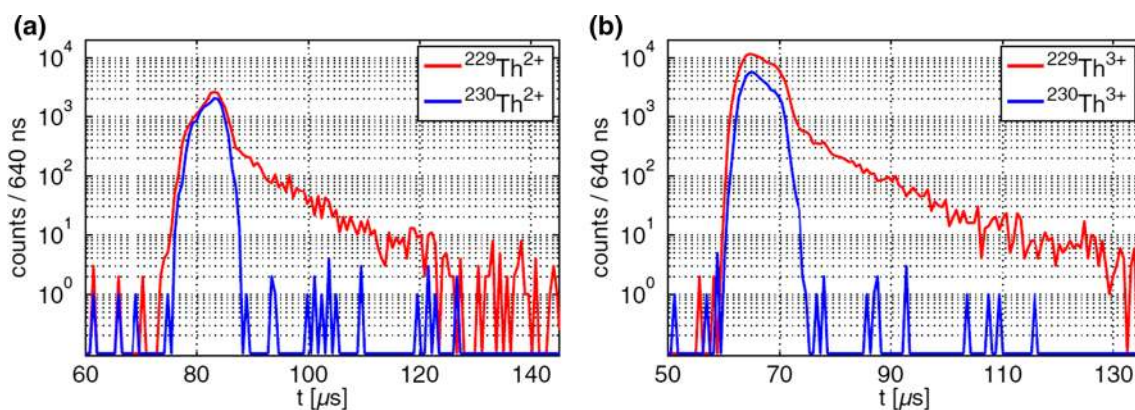 (a)
10⁴
10³
10²
10¹
10⁰
counts / 640 ns
²²⁹Th²⁺
²³⁰Th²⁺
60 80 100 120 140
t [μs]
(b)
10⁴
10³
10²
10¹
10⁰
counts / 640 ns
²²⁹Th³⁺
²³⁰Th³⁺
50 70 90 110 130
t [μs]